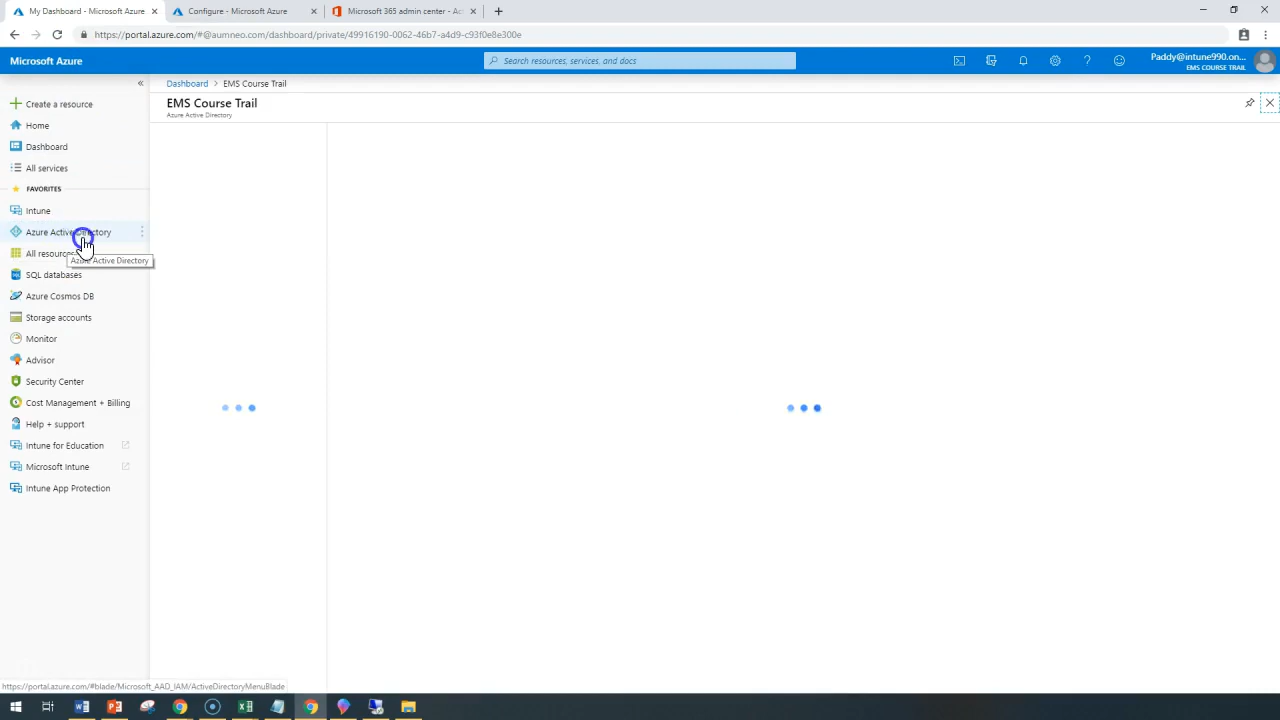 My Dashboard - Microsoft Azure
Configure - Microsoft Azure
Microsoft 365 admin center - Ac
https://portal.azure.com/#@aumneo.com/dashboard/private/49916190-0062-46b7-a4d9-c93f0e8e300e
Microsoft Azure
Search resources, services, and docs
Paddy@intune990.on...
EMS COURSE TRAIL
Create a resource
Home
Dashboard
All services
FAVORITES
Intune
Azure Active Directory
All resources
Azure Active Directory
SQL databases
Azure Cosmos DB
Storage accounts
Monitor
Advisor
Security Center
Cost Management + Billing
Help + support
Intune for Education
Microsoft Intune
Intune App Protection
Dashboard > EMS Course Trail
EMS Course Trail
Azure Active Directory
https://portal.azure.com/#blade/Microsoft_AAD_IAM/ActiveDirectoryMenuBlade